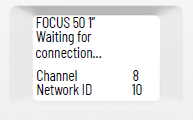 FOCUS 50 1”
Waiting for
connection...
Channel 8
Network ID 10